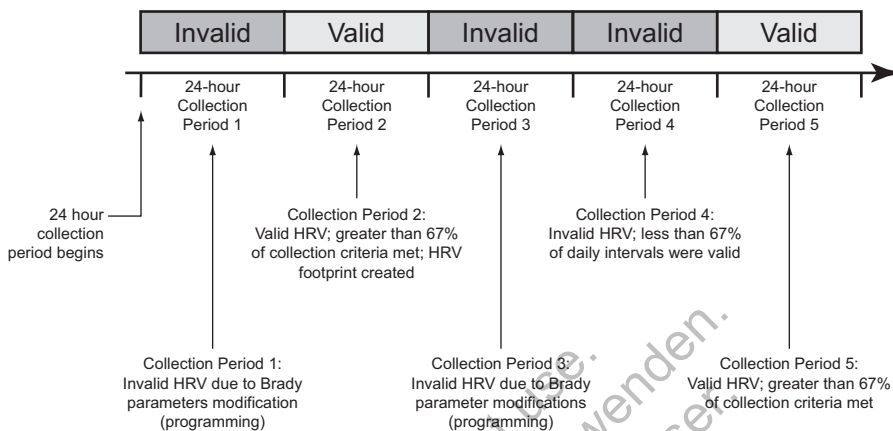 Invalid Valid Invalid Invalid Valid
24-hour
Collection
Period 1
24-hour
Collection
Period 2
24-hour
Collection
Period 3
24-hour
Collection
Period 4
24-hour
Collection
Period 5
24 hour
collection
period begins
Collection Period 2:
Valid HRV; greater than 67%
of collection criteria met; HRV
footprint created
Collection Period 4:
Invalid HRV; less than 67%
of daily intervals were valid
Collection Period 1:
Invalid HRV due to Brady
parameters modification
(programming)
Collection Period 3:
Invalid HRV due to Brady
parameter modifications
(programming)
Collection Period 5:
Valid HRV; greater than 67%
of collection criteria met
use.